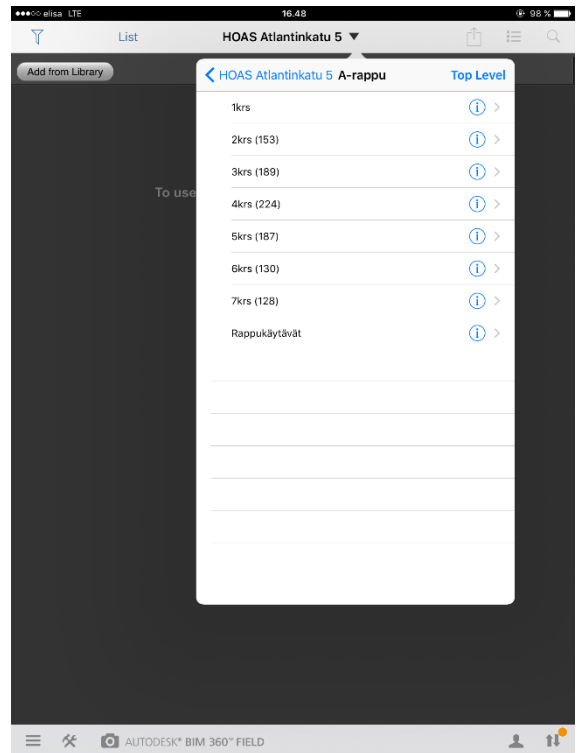 elisa LTE 16.48 98 %
List HOAS Atlantinkatu 5 ▼
Add from Library
HOAS Atlantinkatu 5 A-rappu Top Level
1krs
2krs (153)
3krs (189)
To use
4krs (224)
5krs (187)
6krs (130)
7krs (128)
Rappukäytävät
AUTODESK® BIM 360™ FIELD